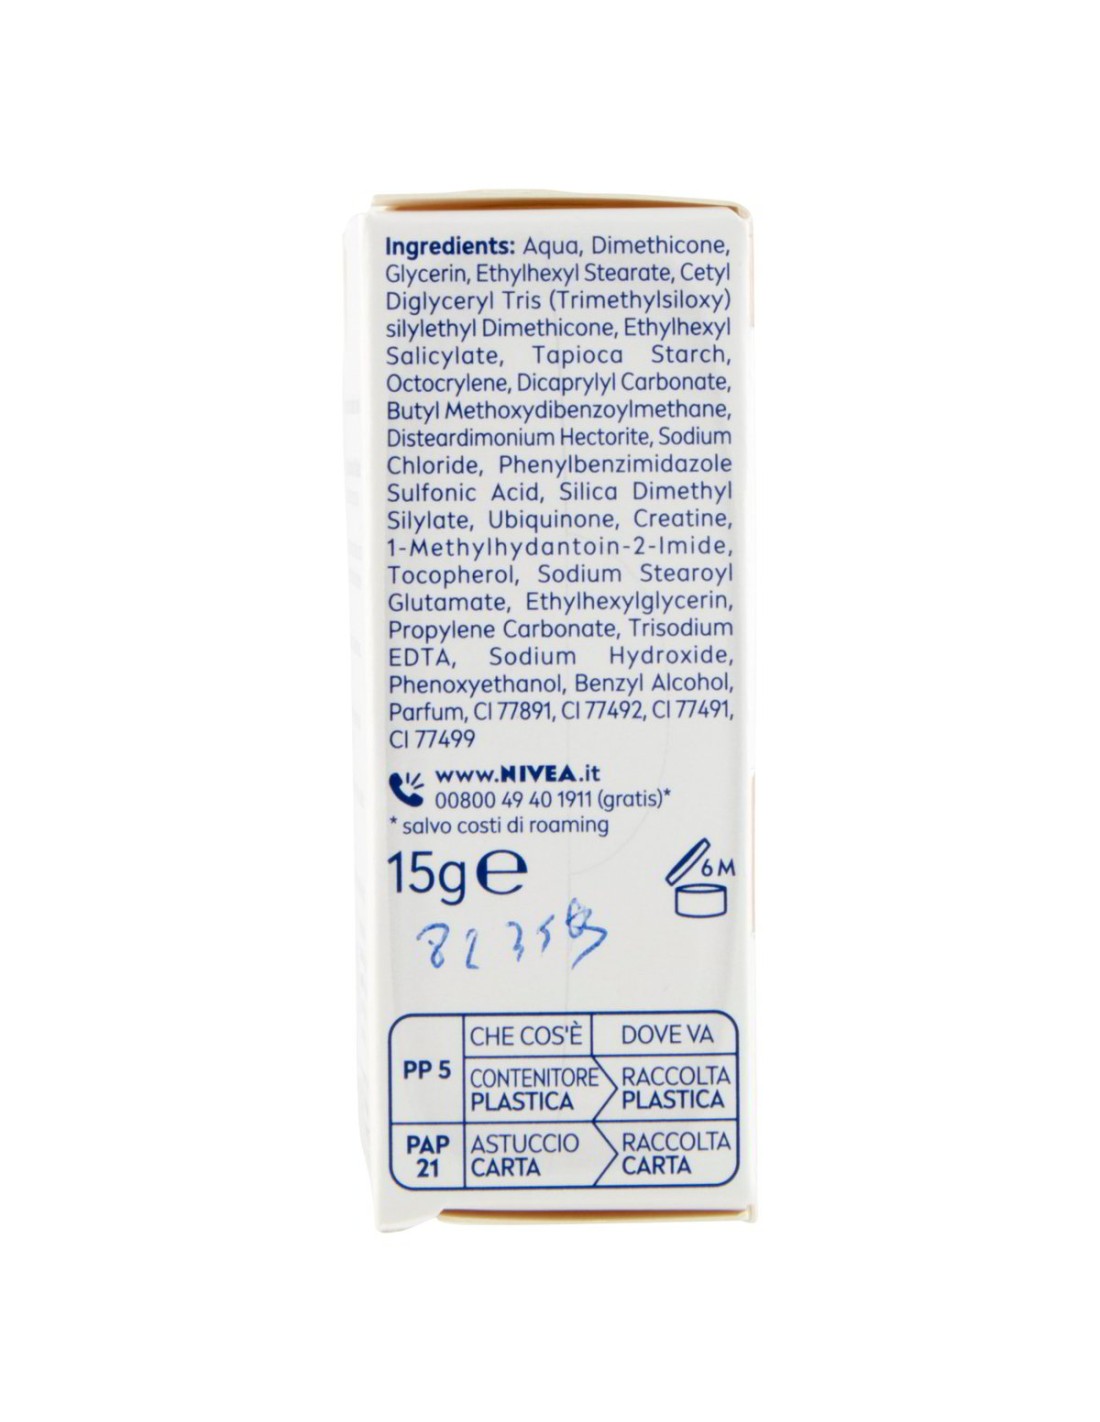 Ingredients: Aqua, Dimethicone,
Glycerin, Ethylhexyl Stearate, Cetyl
Diglyceryl Tris (Trimethylsiloxy)
silylethyl Dimethicone, Ethylhexyl
Salicylate, Tapioca Starch,
Octocrylene, Dicaprylyl Carbonate,
Butyl Methoxydibenzoylmethane,
Disteardimonium Hectorite, Sodium
Chloride, Phenylbenzimidazole
Sulfonic Acid, Silica Dimethyl
Silylate, Ubiquinone, Creatine,
1-Methylhydantoin-2-Imide,
Tocopherol, Sodium Stearoyl
Glutamate, Ethylhexylglycerin,
Propylene Carbonate, Trisodium
EDTA, Sodium Hydroxide,
Phenoxyethanol, Benzyl Alcohol,
Parfum, CI 77891, CI 77492, CI 77491,
CI 77499
www.NIVEA.it
00800 49 40 1911 (gratis)*
* salvo costi di roaming
15g℮
6M
CHE COS'È DOVE VA
PP 5
CONTENITORE RACCOLTA
PLASTICA PLASTICA
PAP ASTUCCIO RACCOLTA
21 CARTA CARTA